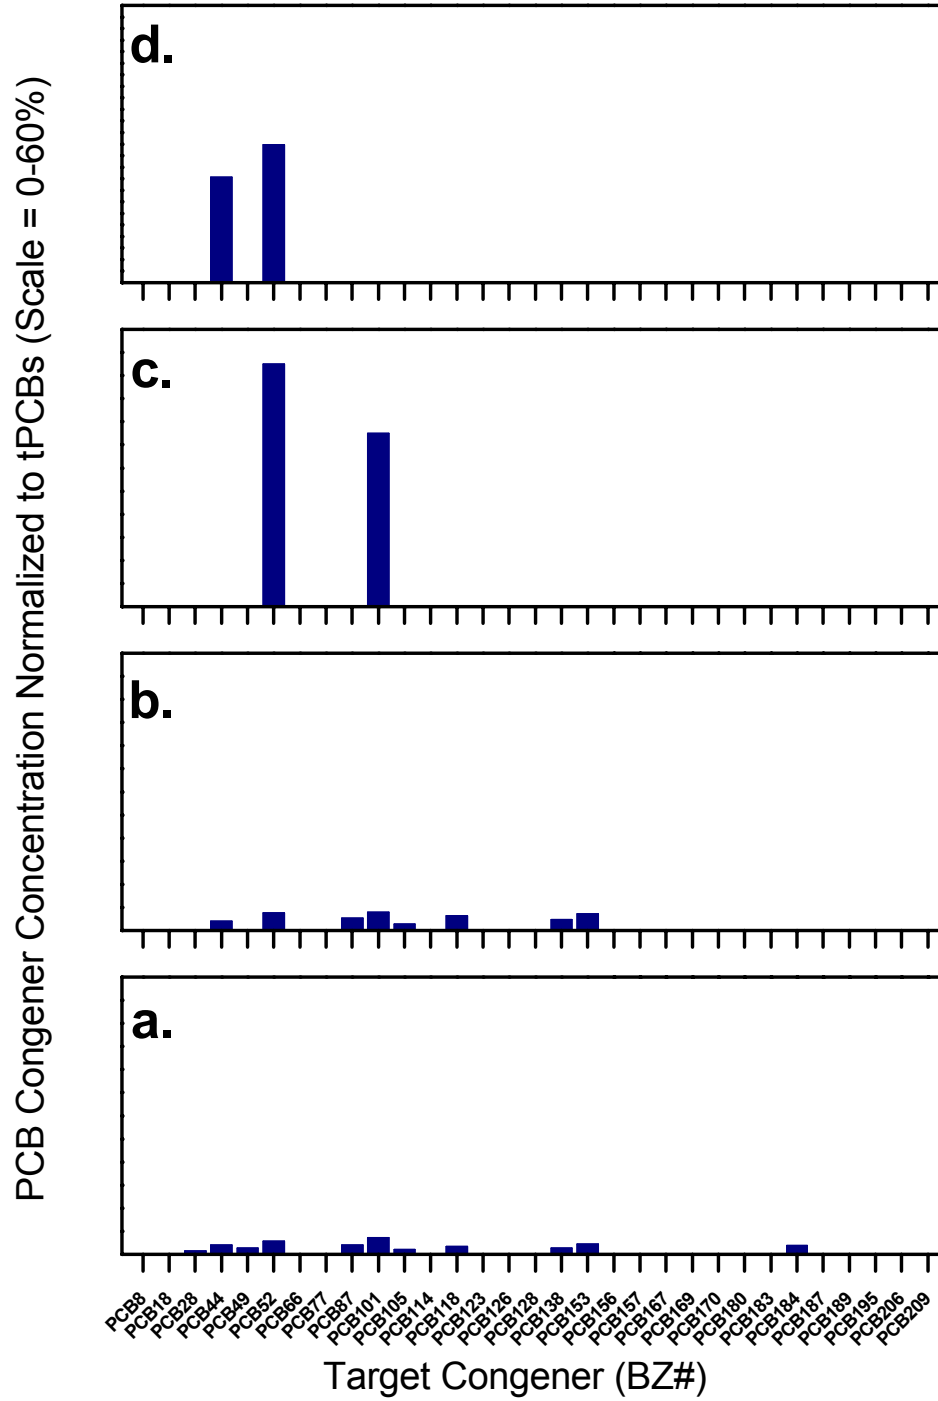 PCB Congener Concentration Normalized to tPCBs (Scale = 0-60%)
d.
c.
b.
a.
PCB8
PCB18
PCB28
PCB44
PCB49
PCB52
PCB66
PCB77
PCB87
PCB101
PCB105
PCB114
PCB118
PCB123
PCB126
PCB128
PCB138
PCB153
PCB156
PCB157
PCB167
PCB169
PCB170
PCB180
PCB183
PCB184
PCB187
PCB189
PCB195
PCB206
PCB209
Target Congener (BZ#)